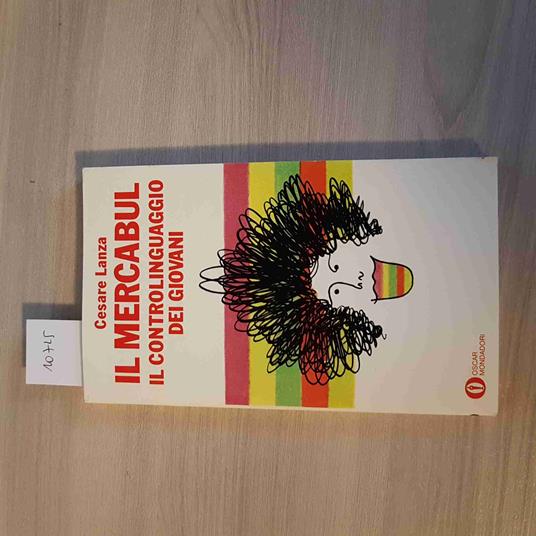 Cesare Lanza
IL MERCABUL
IL CONTROLINGUAGGIO
DEI GIOVANI
OSCAR
MONDADORI
10745